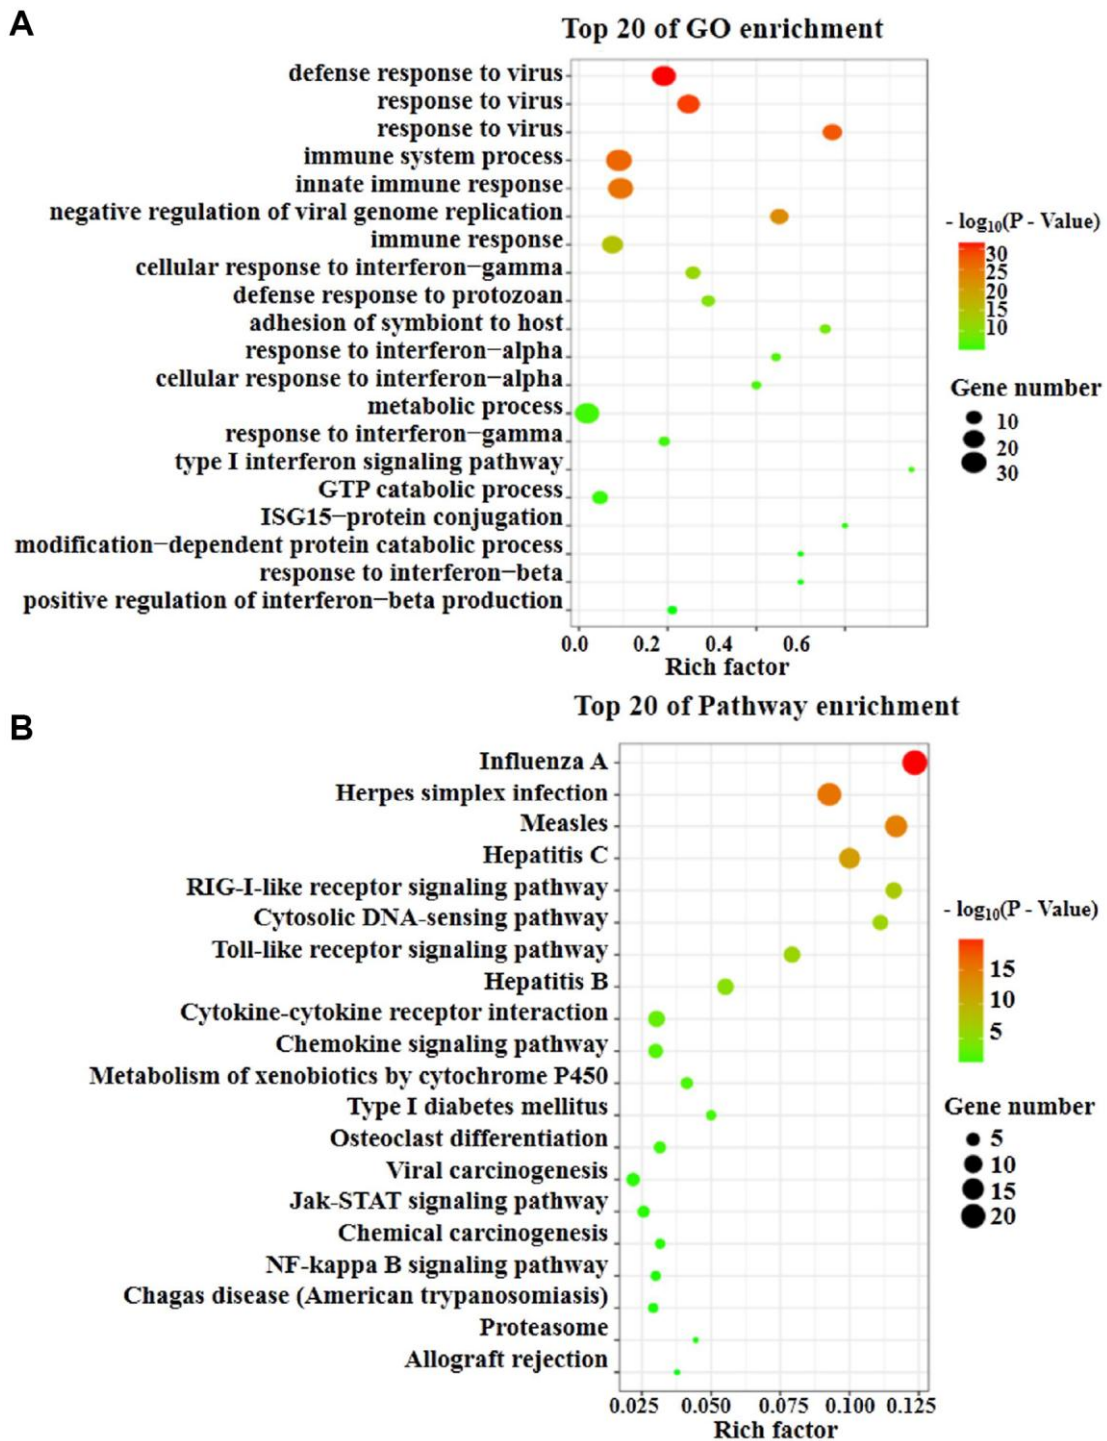 A
Top 20 of GO enrichment
defense response to virus
response to virus
response to virus
immune system process
innate immune response
negative regulation of viral genome replication
immune response
cellular response to interferon−gamma
defense response to protozoan
adhesion of symbiont to host
response to interferon−alpha
cellular response to interferon−alpha
metabolic process
response to interferon−gamma
type I interferon signaling pathway
GTP catabolic process
ISG15−protein conjugation
modification−dependent protein catabolic process
response to interferon−beta
positive regulation of interferon−beta production
0.0 0.2 0.4 0.6
Rich factor
- log10(P - Value)
30
25
20
15
10
Gene number
10
20
30
B
Top 20 of Pathway enrichment
Influenza A
Herpes simplex infection
Measles
Hepatitis C
RIG-I-like receptor signaling pathway
Cytosolic DNA-sensing pathway
Toll-like receptor signaling pathway
Hepatitis B
Cytokine-cytokine receptor interaction
Chemokine signaling pathway
Metabolism of xenobiotics by cytochrome P450
Type I diabetes mellitus
Osteoclast differentiation
Viral carcinogenesis
Jak-STAT signaling pathway
Chemical carcinogenesis
NF-kappa B signaling pathway
Chagas disease (American trypanosomiasis)
Proteasome
Allograft rejection
0.025 0.050 0.075 0.100 0.125
Rich factor
- log10(P - Value)
15
10
5
Gene number
5
10
15
20